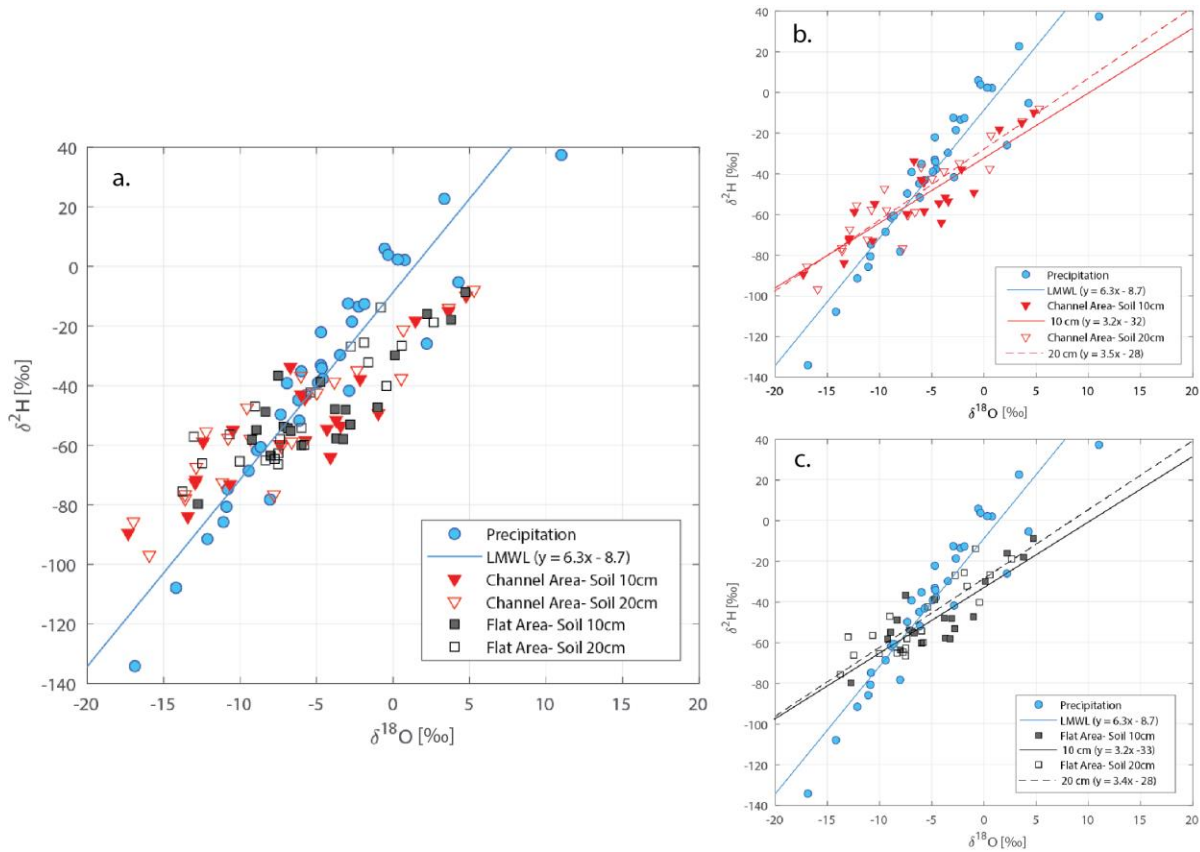 a.
40
20
0
-20
-40
-60
-80
-100
-120
-140
δ²H [‰]
-20 -15 -10 -5 0 5 10 15 20
δ¹⁸O [‰]
Precipitation
LMWL (y = 6.3x - 8.7)
Channel Area- Soil 10cm
Channel Area- Soil 20cm
Flat Area- Soil 10cm
Flat Area- Soil 20cm
b.
40
20
0
-20
-40
-60
-80
-100
-120
-140
δ²H [‰]
-20 -15 -10 -5 0 5 10 15 20
δ¹⁸O [‰]
Precipitation
LMWL (y = 6.3x - 8.7)
Channel Area- Soil 10cm
10 cm (y = 3.2x - 32)
Channel Area- Soil 20cm
20 cm (y = 3.5x - 28)
c.
40
20
0
-20
-40
-60
-80
-100
-120
-140
δ²H [‰]
-20 -15 -10 -5 0 5 10 15 20
δ¹⁸O [‰]
Precipitation
LMWL (y = 6.3x - 8.7)
Flat Area- Soil 10cm
10 cm (y = 3.2x -33)
Flat Area- Soil 20cm
20 cm (y = 3.4x - 28)